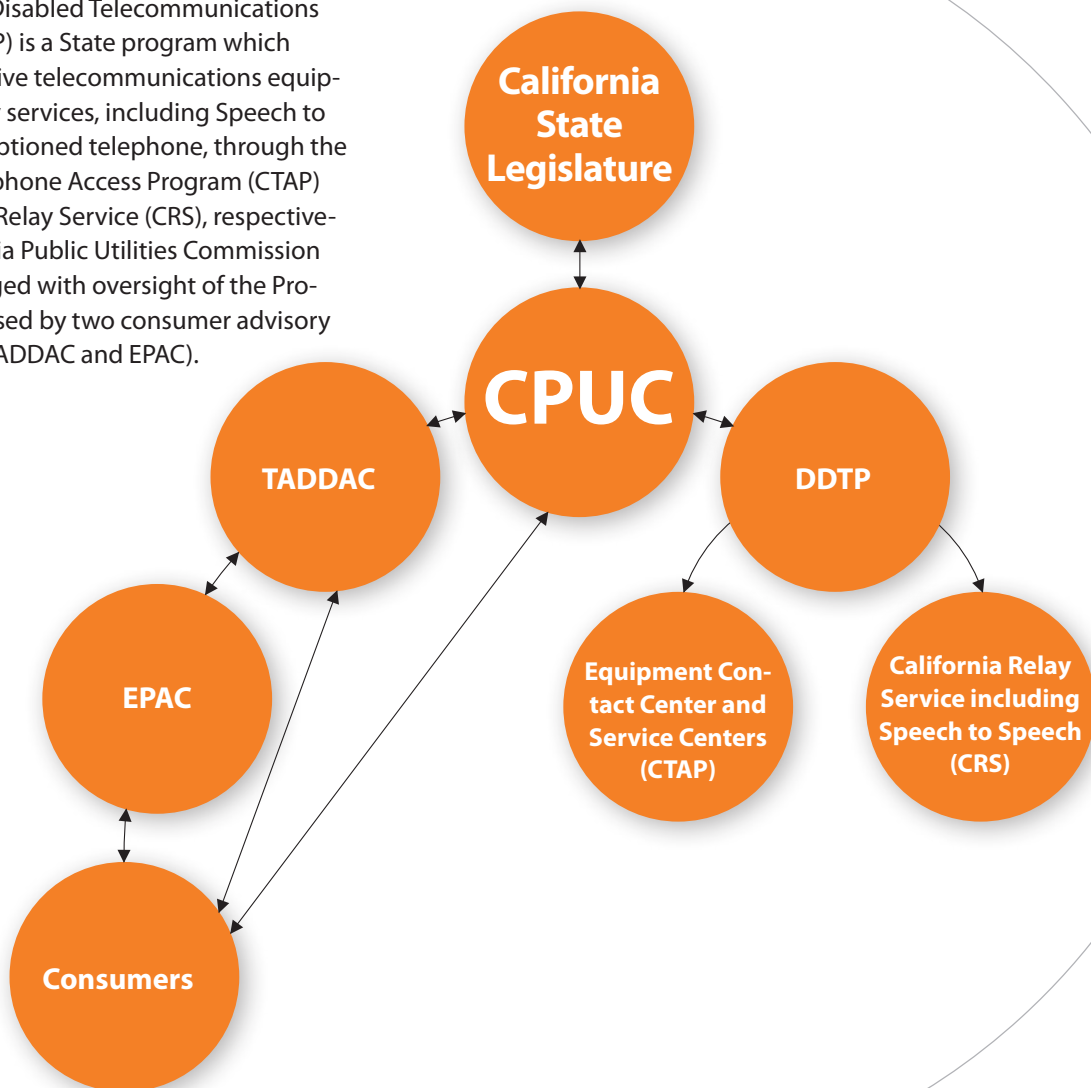 Disabled Telecommunications
P) is a State program which
ive telecommunications equip-
services, including Speech to
ptioned telephone, through the
phone Access Program (CTAP)
Relay Service (CRS), respective-
ia Public Utilities Commission
ged with oversight of the Pro-
sed by two consumer advisory
ADDAC and EPAC).
California
State
Legislature
CPUC
TADDAC
DDTP
EPAC
Equipment Con-
tact Center and
Service Centers
(CTAP)
California Relay
Service including
Speech to Speech
(CRS)
Consumers